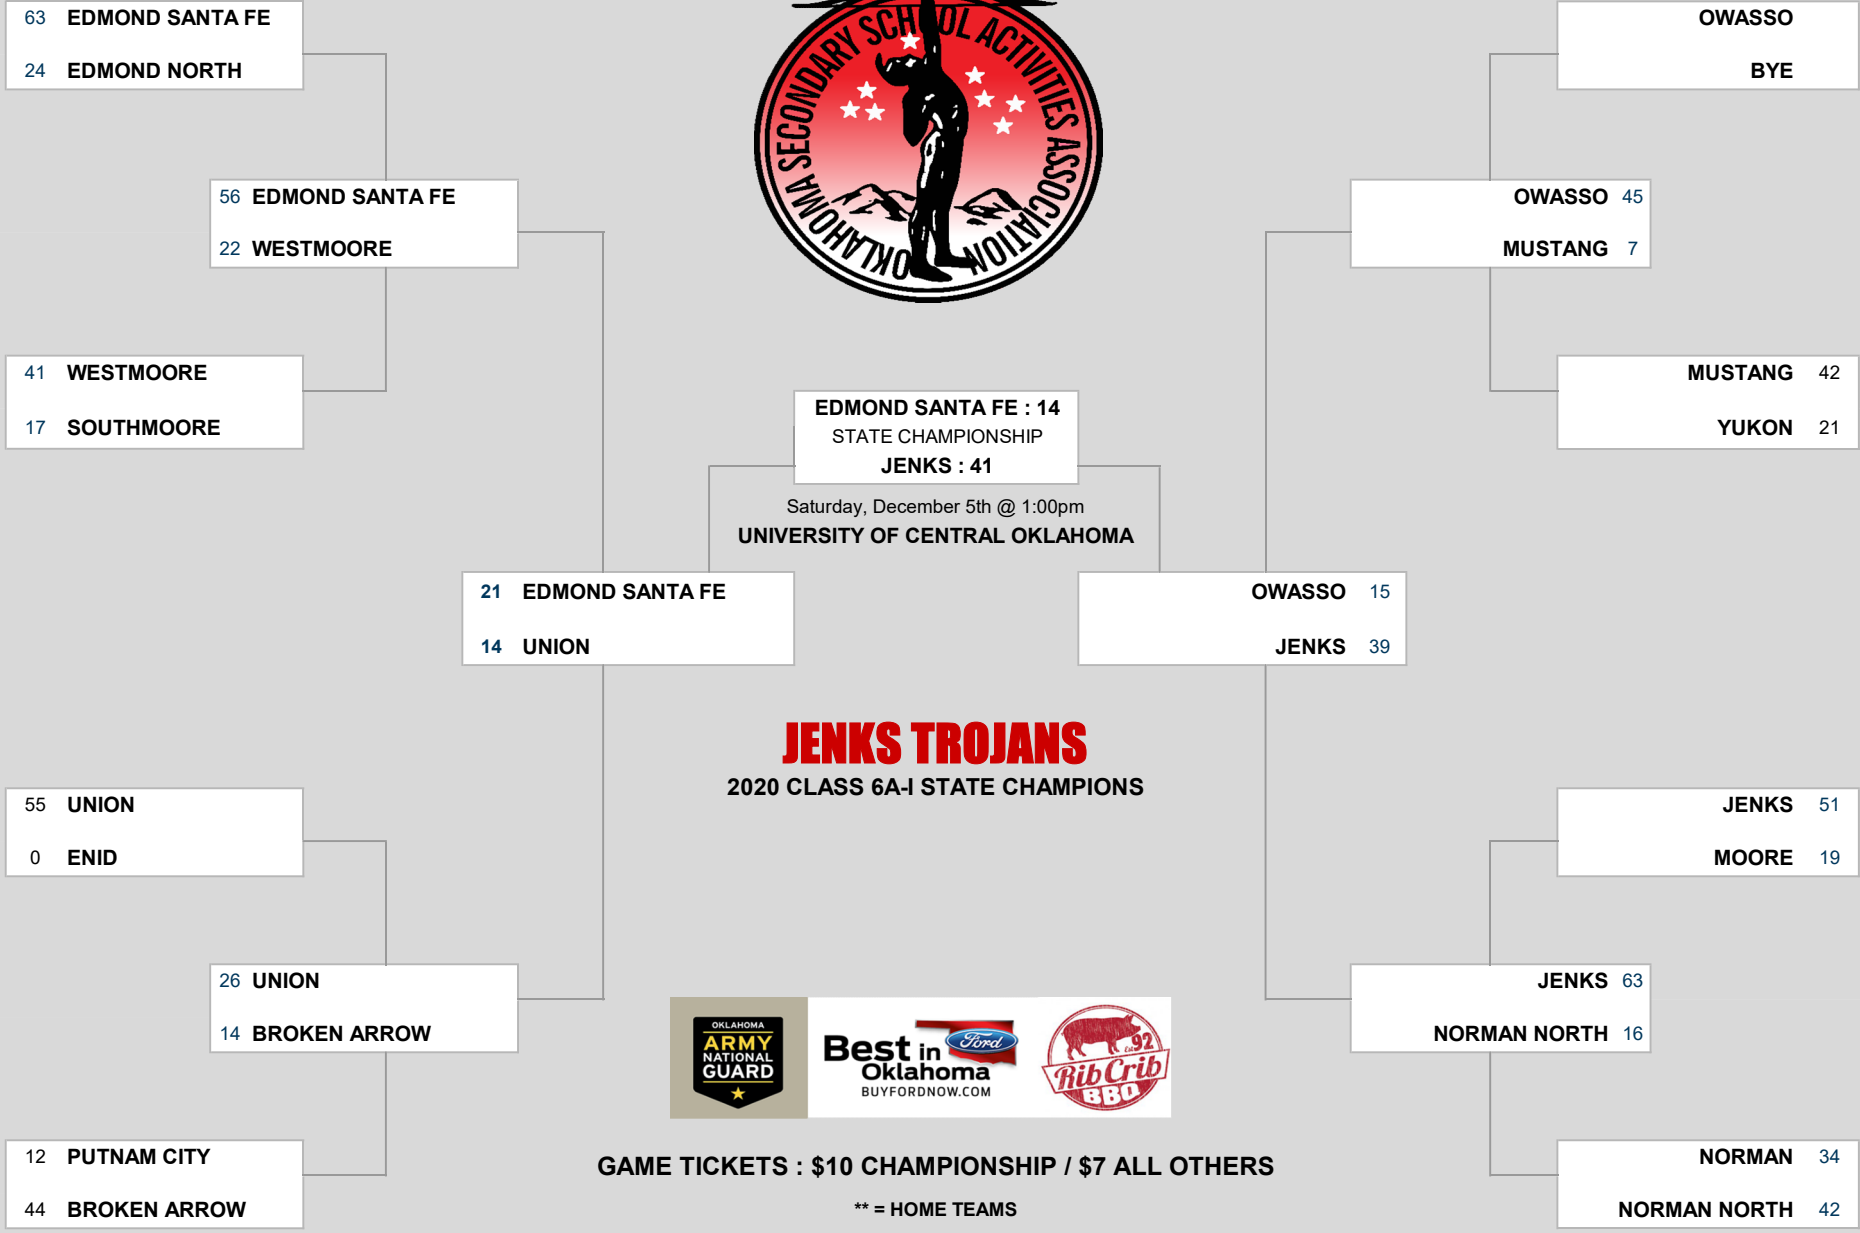 63 EDMOND SANTA FE
24 EDMOND NORTH
56 EDMOND SANTA FE
22 WESTMOORE
41 WESTMOORE
17 SOUTHMOORE
21 EDMOND SANTA FE
14 UNION
55 UNION
0 ENID
26 UNION
14 BROKEN ARROW
12 PUTNAM CITY
44 BROKEN ARROW
OKLAHOMA SECONDARY SCHOOL ACTIVITIES ASSOCIATION
EDMOND SANTA FE : 14
STATE CHAMPIONSHIP
JENKS : 41
Saturday, December 5th @ 1:00pm
UNIVERSITY OF CENTRAL OKLAHOMA
JENKS TROJANS
2020 CLASS 6A-I STATE CHAMPIONS
OKLAHOMA
ARMY
NATIONAL
GUARD
Best in
Oklahoma
Ford
BUYFORDNOW.COM
Est 92
Rib Crib
BBQ
GAME TICKETS : $10 CHAMPIONSHIP / $7 ALL OTHERS
** = HOME TEAMS
OWASSO
BYE
OWASSO 45
MUSTANG 7
MUSTANG 42
YUKON 21
OWASSO 15
JENKS 39
JENKS 51
MOORE 19
JENKS 63
NORMAN NORTH 16
NORMAN 34
NORMAN NORTH 42